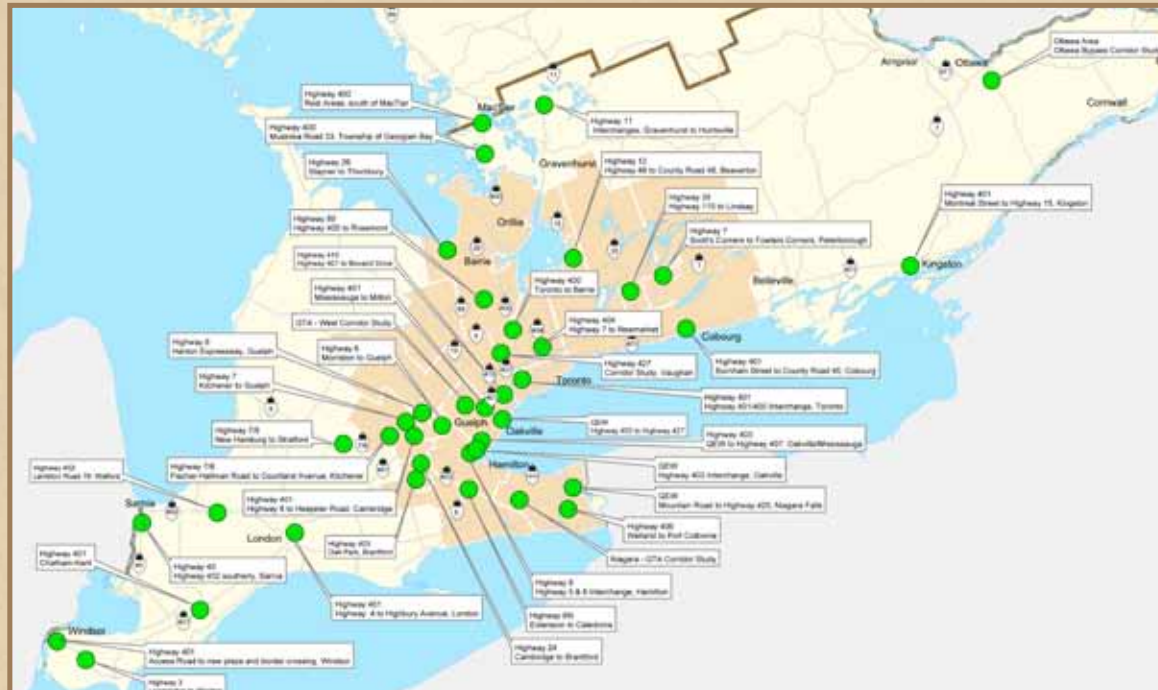 Ottawa Area
Ottawa Bypass Corridor Study
Arnprior
Ottawa
Cornwall
Highway 400
Rest Areas, south of MacTier
MacTier
Highway 11
Interchanges, Gravenhurst to Huntsville
Highway 400
Muskoka Road 33, Township of Georgian Bay
Gravenhurst
Highway 26
Stayner to Thornbury
Highway 12
Highway 48 to County Road 48, Beaverton
Highway 35
Highway 115 to Lindsay
Highway 401
Montreal Street to Highway 15, Kingston
Orillia
Highway 89
Highway 400 to Rosemont
Highway 7
Scott's Corners to Fowlers Corners, Peterborough
Highway 410
Highway 401 to Bovaird Drive
Barrie
Highway 400
Toronto to Barrie
Belleville
Kingston
Highway 401
Mississauga to Milton
GTA - West Corridor Study
Highway 404
Highway 7 to Newmarket
Cobourg
Highway 6
Hanlon Expressway, Guelph
Highway 6
Morriston to Guelph
Highway 427
Corridor Study, Vaughan
Highway 401
Burnham Street to County Road 45, Cobourg
Highway 7
Kitchener to Guelph
Toronto
Highway 401
Highway 401/400 Interchange, Toronto
Guelph
Oakville
QEW
Highway 403 to Highway 427
Highway 7/8
New Hamburg to Stratford
Highway 403
QEW to Highway 407, Oakville/Mississauga
Highway 7/8
Fischer-Hallman Road to Courtland Avenue, Kitchener
Hamilton
QEW
Highway 403 Interchange, Oakville
Highway 402
London Road
Highway 401
Highway 8 to Hespeler Road, Cambridge
QEW
Mountain Road to Highway 405, Niagara Falls
Sarnia
Highway 406
Welland to Port Colborne
London
Highway 403
Oak Park, Brantford
Niagara - GTA Corridor Study
Highway 401
Chatham-Kent
Highway 40
Highway 402 southerly, Sarnia
Highway 6
Highway 5 & 6 Interchange, Hamilton
Highway 401
Highway 4 to Highbury Avenue, London
Highway
Extension in Caledonia
Windsor
Highway 401
Access Road to new plaza and border crossing, Windsor
Highway 24
Cambridge to Brantford
Highway 3